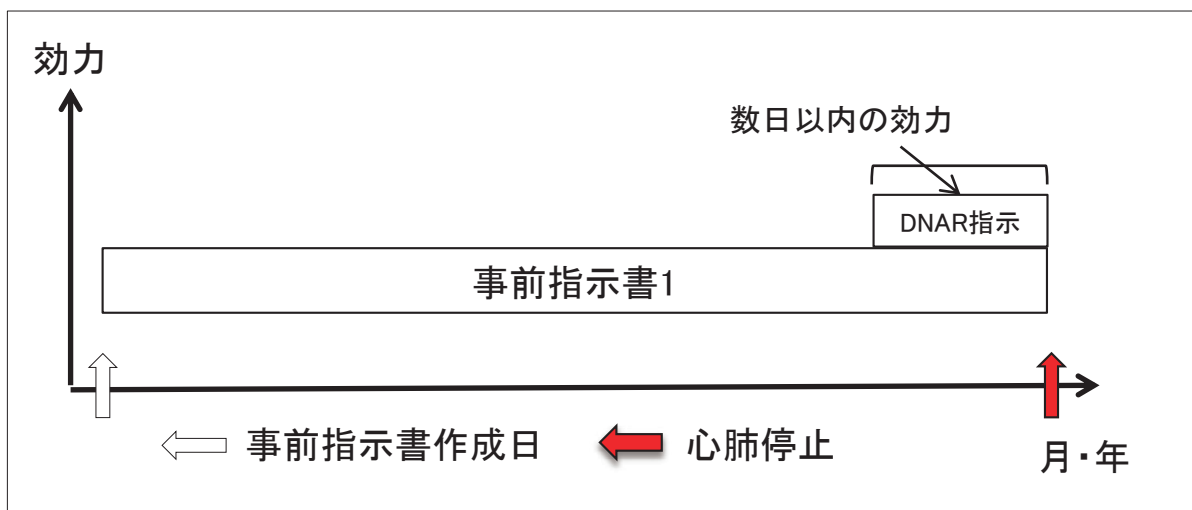 効力
数日以内の効力
DNAR指示
事前指示書1
事前指示書作成日
心肺停止
月・年